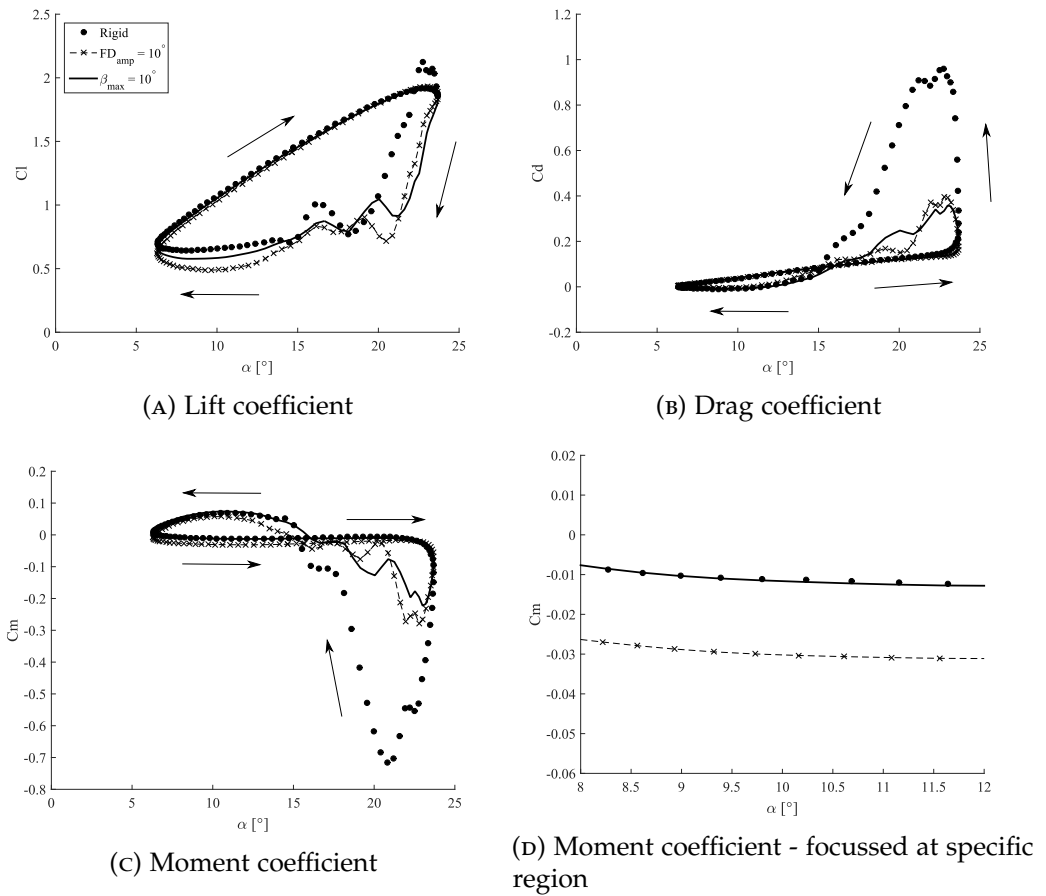 2.5
2
1.5
1
0.5
0
Cl
0 5 10 15 20 25
α [°]
Rigid
FD_amp = 10°
β_max = 10°
(A) Lift coefficient
1.2
1
0.8
0.6
0.4
0.2
0
-0.2
Cd
0 5 10 15 20 25
α [°]
(B) Drag coefficient
0.2
0.1
0
-0.1
-0.2
-0.3
-0.4
-0.5
-0.6
-0.7
-0.8
Cm
0 5 10 15 20 25
α [°]
(C) Moment coefficient
0.02
0.01
0
-0.01
-0.02
-0.03
-0.04
-0.05
-0.06
Cm
8 8.5 9 9.5 10 10.5 11 11.5 12
α [°]
(D) Moment coefficient - focussed at specific
region